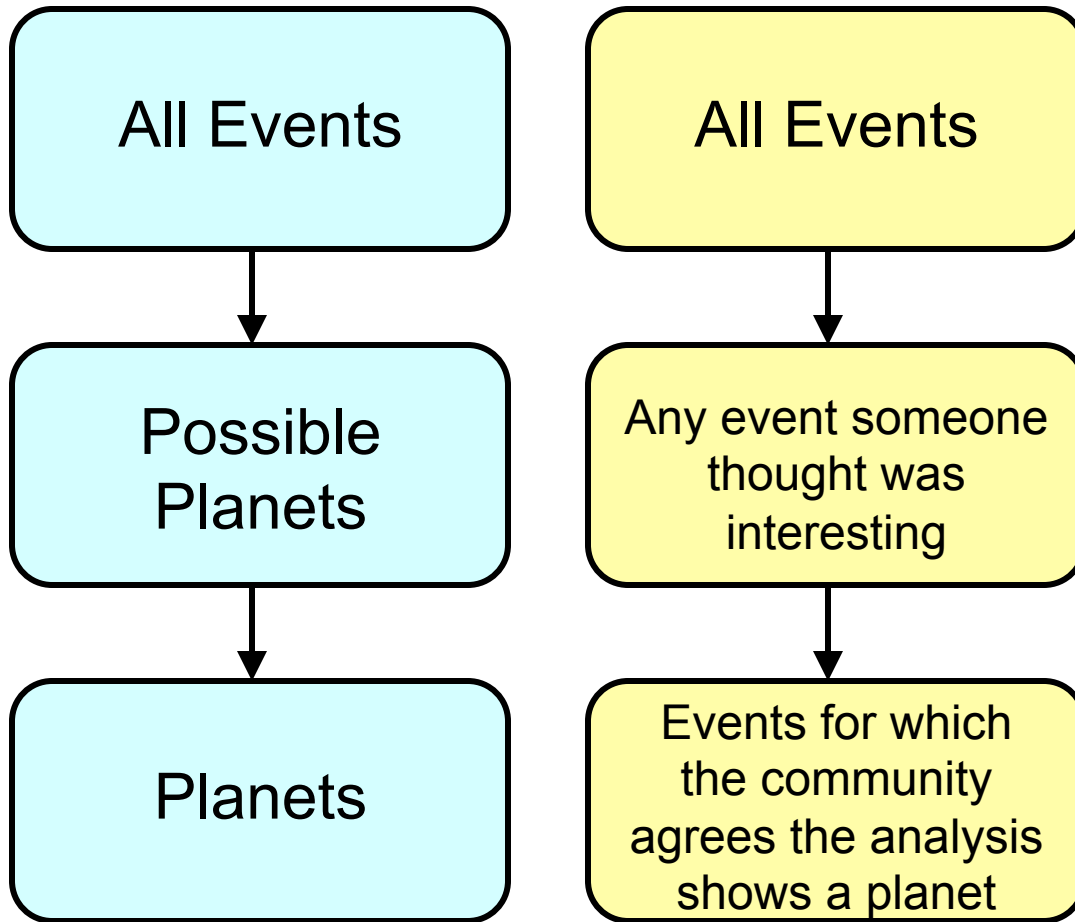 All Events
Possible
Planets
Planets
All Events
Any event someone
thought was
interesting
Events for which
the community
agrees the analysis
shows a planet